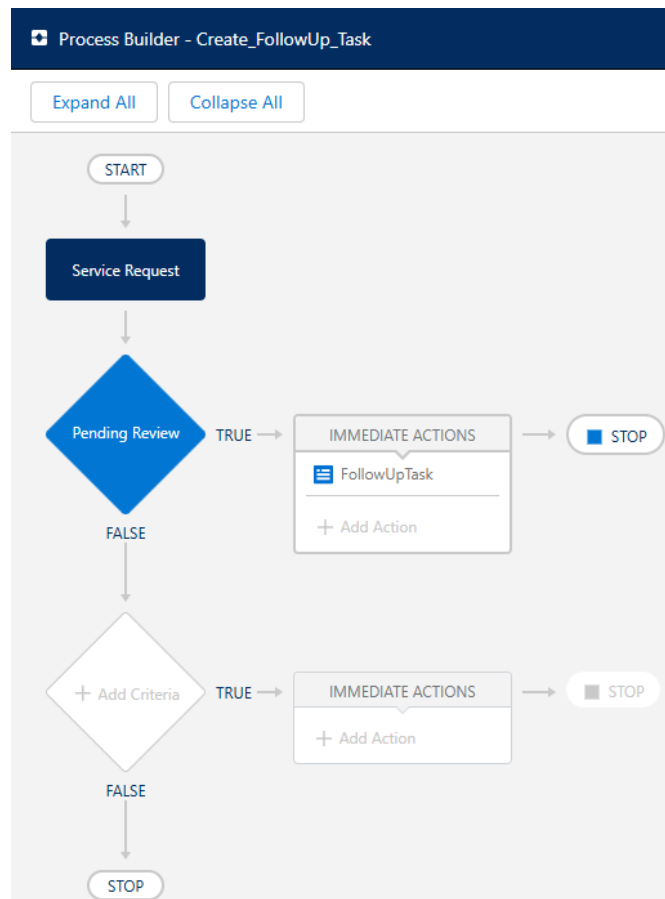 Process Builder - Create_FollowUp_Task
Expand All
Collapse All
START
Service Request
Pending Review
TRUE
IMMEDIATE ACTIONS
STOP
FollowUpTask
+ Add Action
FALSE
+ Add Criteria
TRUE
IMMEDIATE ACTIONS
STOP
+ Add Action
FALSE
STOP